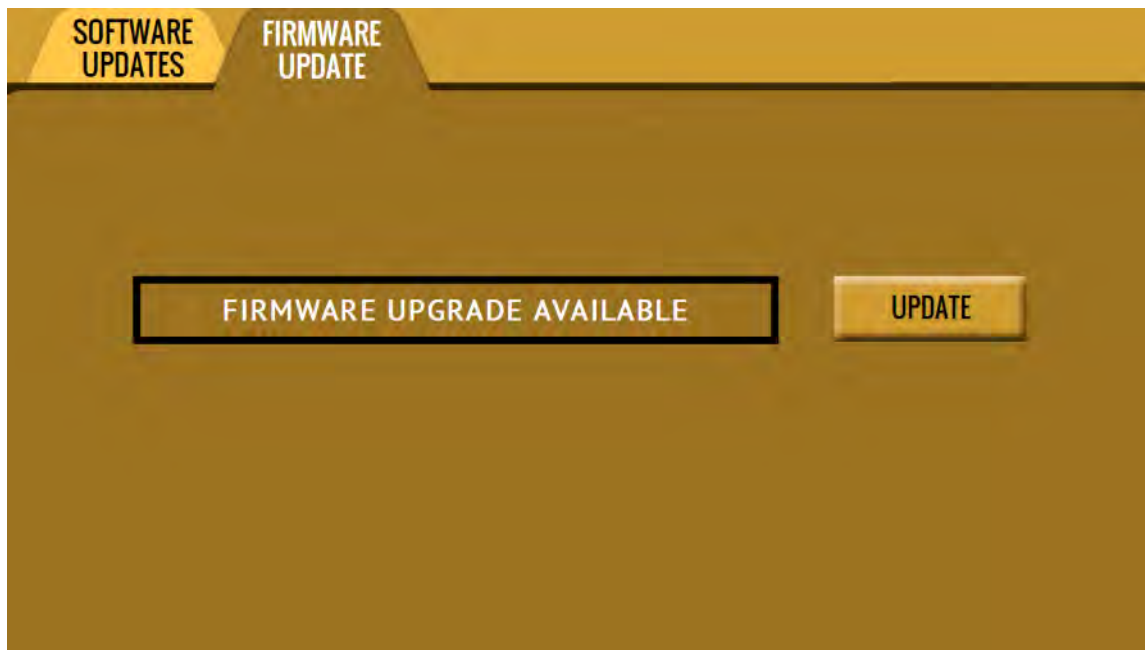 SOFTWARE
UPDATES
FIRMWARE
UPDATE
FIRMWARE UPGRADE AVAILABLE
UPDATE